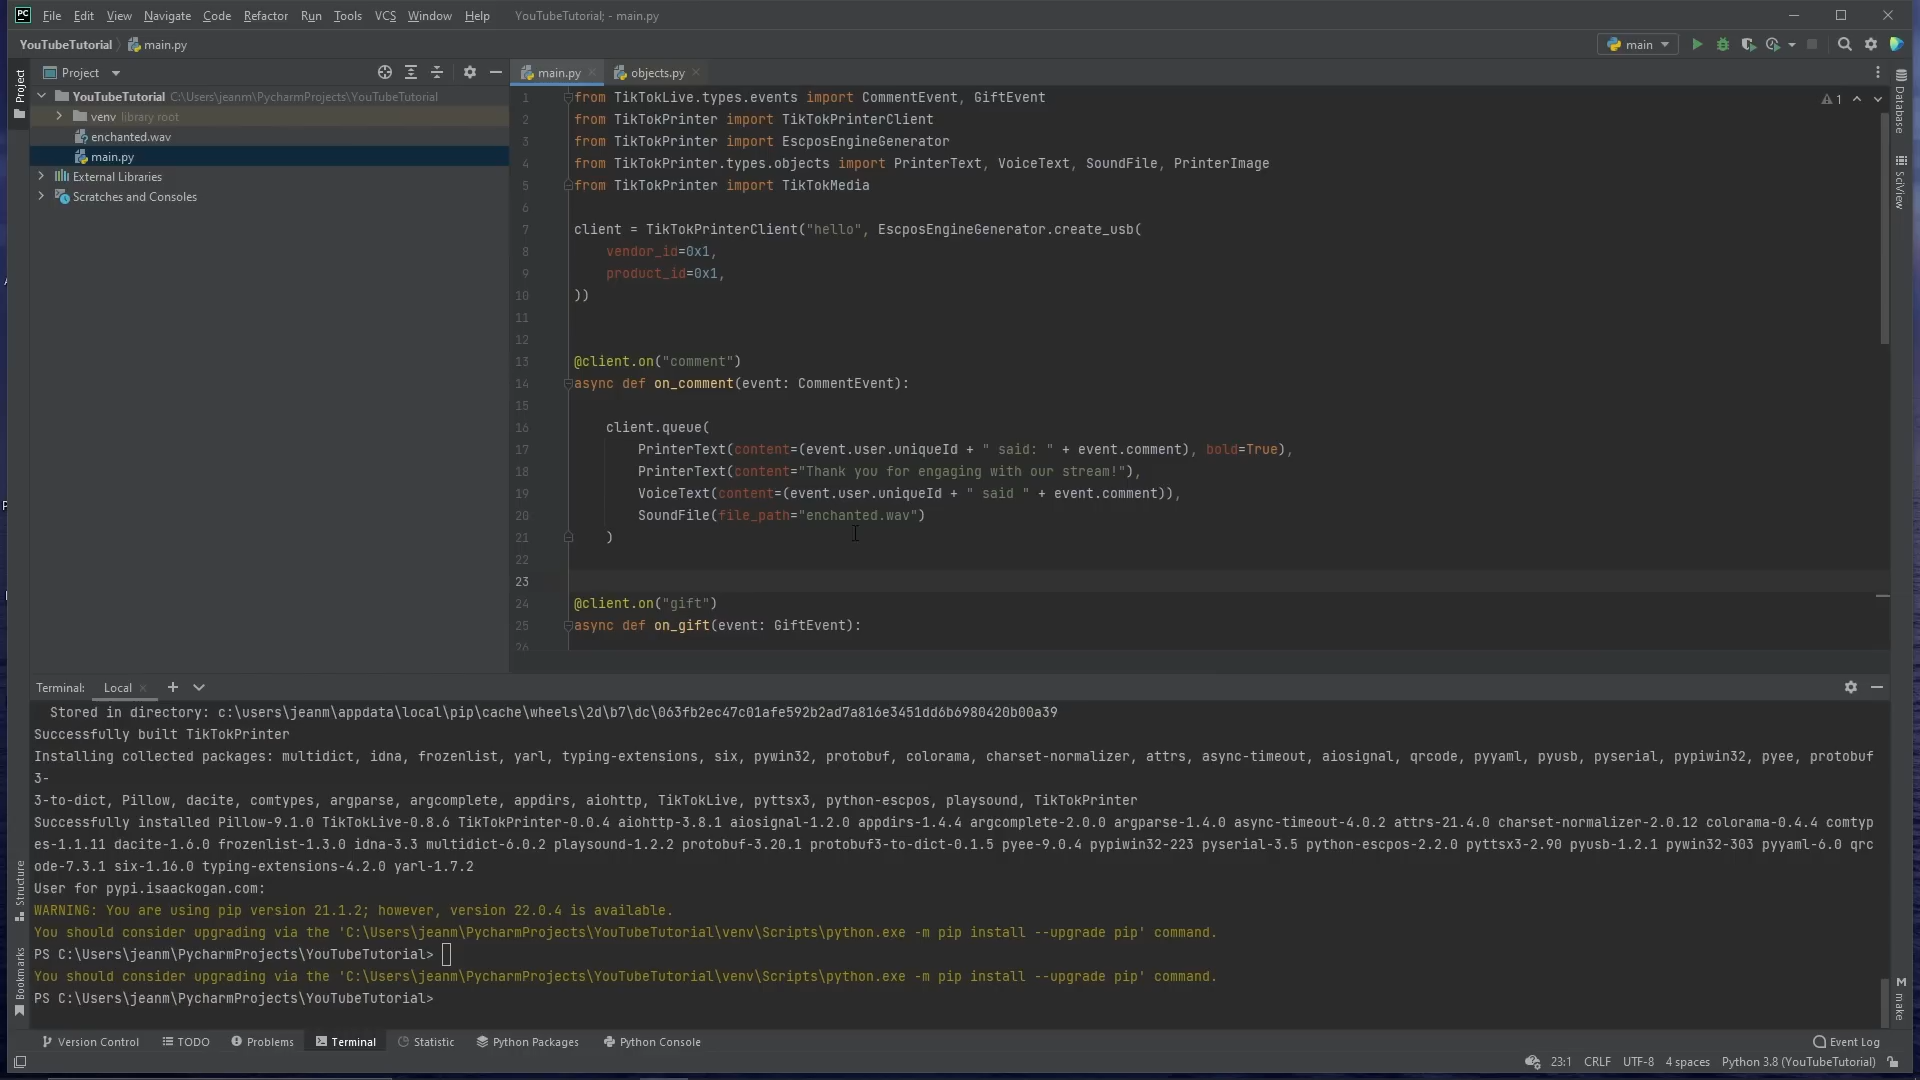 PC File Edit View Navigate Code Refactor Run Tools VCS Window Help YouTubeTutorial; - main.py
YouTubeTutorial main.py main
Project
Project
main.py objects.py
YouTubeTutorial C:\Users\jeanm\PycharmProjects\YouTubeTutorial
venv library root
enchanted.wav
main.py
External Libraries
Scratches and Consoles
1 from TikTokLive.types.events import CommentEvent, GiftEvent
1
2 from TikTokPrinter import TikTokPrinterClient
3 from TikTokPrinter import EscposEngineGenerator
4 from TikTokPrinter.types.objects import PrinterText, VoiceText, SoundFile, PrinterImage
5 from TikTokPrinter import TikTokMedia
6
7 client = TikTokPrinterClient("hello", EscposEngineGenerator.create_usb(
8 vendor_id=0x1,
9 product_id=0x1,
10 ))
11
12
13 @client.on("comment")
14 async def on_comment(event: CommentEvent):
15
16 client.queue(
17 PrinterText(content=(event.user.uniqueId + " said: " + event.comment), bold=True),
18 PrinterText(content="Thank you for engaging with our stream!"),
19 VoiceText(content=(event.user.uniqueId + " said " + event.comment)),
20 SoundFile(file_path="enchanted.wav")
21 )
22
23
24 @client.on("gift")
25 async def on_gift(event: GiftEvent):
26
Database
SciView
Terminal: Local
Stored in directory: c:\users\jeanm\appdata\local\pip\cache\wheels\2d\b7\dc\063fb2ec47c01afe592b2ad7a816e3451dd6b6980420b00a39
Successfully built TikTokPrinter
Installing collected packages: multidict, idna, frozenlist, yarl, typing-extensions, six, pywin32, protobuf, colorama, charset-normalizer, attrs, async-timeout, aiosignal, qrcode, pyyaml, pyusb, pyserial, pypiwin32, pyee, protobuf
3-
3-to-dict, Pillow, dacite, comtypes, argparse, argcomplete, appdirs, aiohttp, TikTokLive, pyttsx3, python-escpos, playsound, TikTokPrinter
Successfully installed Pillow-9.1.0 TikTokLive-0.8.6 TikTokPrinter-0.0.4 aiohttp-3.8.1 aiosignal-1.2.0 appdirs-1.4.4 argcomplete-2.0.0 argparse-1.4.0 async-timeout-4.0.2 attrs-21.4.0 charset-normalizer-2.0.12 colorama-0.4.4 comtyp
es-1.1.11 dacite-1.6.0 frozenlist-1.3.0 idna-3.3 multidict-6.0.2 playsound-1.2.2 protobuf-3.20.1 protobuf3-to-dict-0.1.5 pyee-9.0.4 pypiwin32-223 pyserial-3.5 python-escpos-2.2.0 pyttsx3-2.90 pyusb-1.2.1 pywin32-303 pyyaml-6.0 qrc
ode-7.3.1 six-1.16.0 typing-extensions-4.2.0 yarl-1.7.2
User for pypi.isaackogan.com:
WARNING: You are using pip version 21.1.2; however, version 22.0.4 is available.
You should consider upgrading via the 'C:\Users\jeanm\PycharmProjects\YouTubeTutorial\venv\Scripts\python.exe -m pip install --upgrade pip' command.
PS C:\Users\jeanm\PycharmProjects\YouTubeTutorial>
You should consider upgrading via the 'C:\Users\jeanm\PycharmProjects\YouTubeTutorial\venv\Scripts\python.exe -m pip install --upgrade pip' command.
PS C:\Users\jeanm\PycharmProjects\YouTubeTutorial>
Structure
Bookmarks
M make
Version Control TODO Problems Terminal Statistic Python Packages Python Console Event Log
23:1 CRLF UTF-8 4 spaces Python 3.8 (YouTubeTutorial)